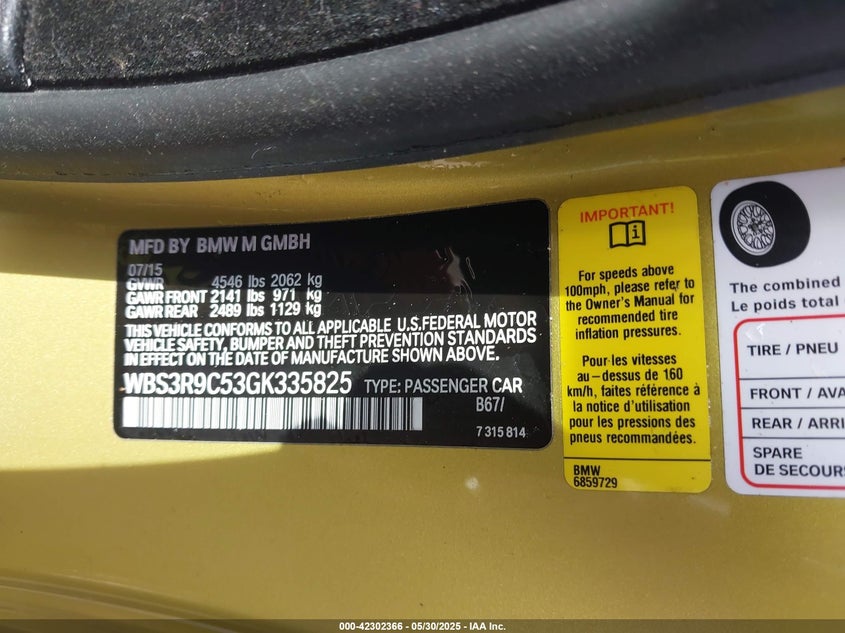 MFD BY BMW M GMBH
07/15
GVWR 4546 lbs 2062 kg
GAWR FRONT 2141 lbs 971 kg
GAWR REAR 2489 lbs 1129 kg
THIS VEHICLE CONFORMS TO ALL APPLICABLE U.S.FEDERAL MOTOR
VEHICLE SAFETY, BUMPER AND THEFT PREVENTION STANDARDS
IN EFFECT ON THE DATE OF MANUFACTURE SHOWN ABOVE.
WBS3R9C53GK335825 TYPE: PASSENGER CAR
B67/
7 315 814
IMPORTANT!
For speeds above
100mph, please refer to
the Owner's Manual for
recommended tire
inflation pressures.
Pour les vitesses
au-dessus de 160
km/h, faites référence à
la notice d'utilisation
pour les pressions des
pneus recommandées.
BMW
6859729
The combined
Le poids total
TIRE / PNEU
FRONT / AVA
REAR / ARRI
SPARE
DE SECOURS
000-42302366 - 05/30/2025 - IAA Inc.